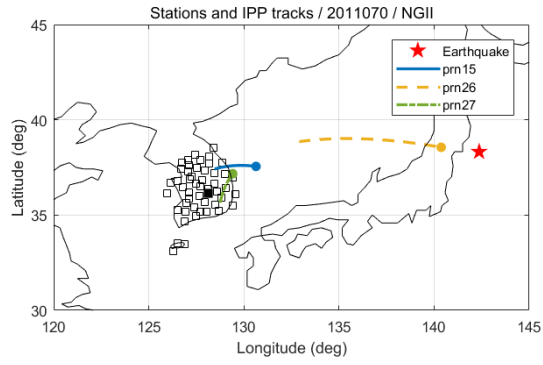 Stations and IPP tracks / 2011070 / NGII
45
40
35
30
Latitude (deg)
Earthquake
prn15
prn26
prn27
120
125
130
135
140
145
Longitude (deg)